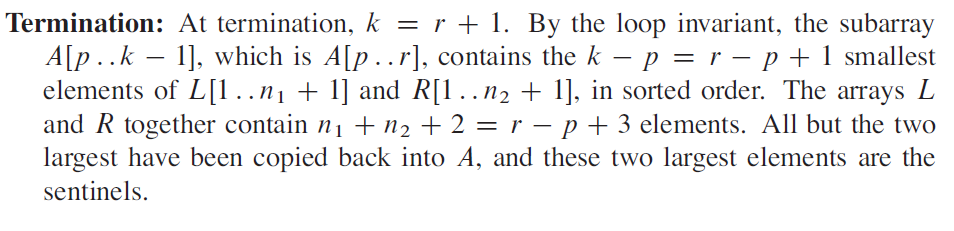 Termination: At termination, k = r + 1. By the loop invariant, the subarray
A[p..k − 1], which is A[p..r], contains the k − p = r − p + 1 smallest
elements of L[1..n₁ + 1] and R[1..n₂ + 1], in sorted order. The arrays L
and R together contain n₁ + n₂ + 2 = r − p + 3 elements. All but the two
largest have been copied back into A, and these two largest elements are the
sentinels.